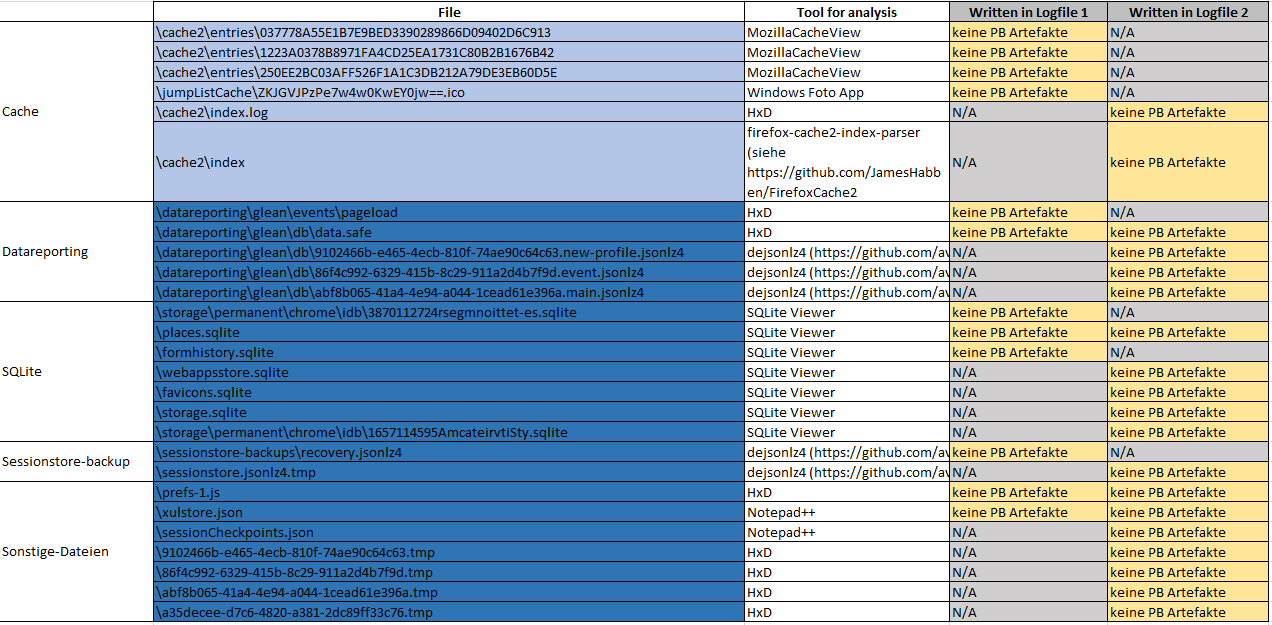 File Tool for analysis Written in Logfile 1 Written in Logfile 2
Cache
\cache2\entries\037778A55E1B7E9BED3390289866D09402D6C913 MozillaCacheView keine PB Artefakte N/A
\cache2\entries\1223A0378B8971FA4CD25EA1731C80B2B1676B42 MozillaCacheView keine PB Artefakte N/A
\cache2\entries\250EE2BC03AFF526F1A1C3DB212A79DE3EB60D5E MozillaCacheView keine PB Artefakte N/A
\jumpListCache\ZKJGVJPzPe7w4w0KwEY0jw==.ico Windows Foto App keine PB Artefakte N/A
\cache2\index.log HxD N/A keine PB Artefakte
\cache2\index
firefox-cache2-index-parser
(siehe
https://github.com/JamesHabb
en/FirefoxCache2
N/A keine PB Artefakte
Datareporting
\datareporting\glean\events\pageload HxD keine PB Artefakte N/A
\datareporting\glean\db\data.safe HxD keine PB Artefakte keine PB Artefakte
\datareporting\glean\db\9102466b-e465-4ecb-810f-74ae90c64c63.new-profile.jsonlz4 dejsonlz4 (https://github.com/av N/A keine PB Artefakte
\datareporting\glean\db\86f4c992-6329-415b-8c29-911a2d4b7f9d.event.jsonlz4 dejsonlz4 (https://github.com/av N/A keine PB Artefakte
\datareporting\glean\db\abf8b065-41a4-4e94-a044-1cead61e396a.main.jsonlz4 dejsonlz4 (https://github.com/av N/A keine PB Artefakte
SQLite
\storage\permanent\chrome\idb\3870112724rsegmnoittet-es.sqlite SQLite Viewer keine PB Artefakte N/A
\places.sqlite SQLite Viewer keine PB Artefakte keine PB Artefakte
\formhistory.sqlite SQLite Viewer keine PB Artefakte N/A
\webappsstore.sqlite SQLite Viewer N/A keine PB Artefakte
\favicons.sqlite SQLite Viewer N/A keine PB Artefakte
\storage.sqlite SQLite Viewer N/A keine PB Artefakte
\storage\permanent\chrome\idb\1657114595AmcateirvtiSty.sqlite SQLite Viewer N/A keine PB Artefakte
Sessionstore-backup
\sessionstore-backups\recovery.jsonlz4 dejsonlz4 (https://github.com/av keine PB Artefakte N/A
\sessionstore.jsonlz4.tmp dejsonlz4 (https://github.com/av N/A keine PB Artefakte
Sonstige-Dateien
\prefs-1.js HxD keine PB Artefakte keine PB Artefakte
\xulstore.json Notepad++ keine PB Artefakte keine PB Artefakte
\sessionCheckpoints.json Notepad++ N/A keine PB Artefakte
\9102466b-e465-4ecb-810f-74ae90c64c63.tmp HxD N/A keine PB Artefakte
\86f4c992-6329-415b-8c29-911a2d4b7f9d.tmp HxD N/A keine PB Artefakte
\abf8b065-41a4-4e94-a044-1cead61e396a.tmp HxD N/A keine PB Artefakte
\a35decee-d7c6-4820-a381-2dc89ff33c76.tmp HxD N/A keine PB Artefakte